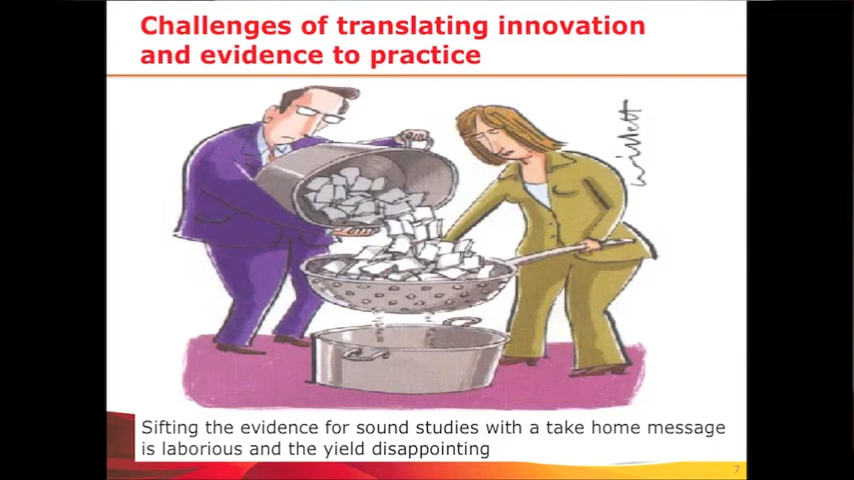 Challenges of translating innovation
and evidence to practice
willett
Sifting the evidence for sound studies with a take home message
is laborious and the yield disappointing
7